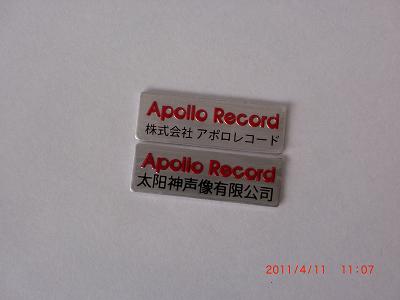 Apollo Record
株式会社 アポロレコード
Apollo Record
太阳神声像有限公司
2011/4/11 11:07